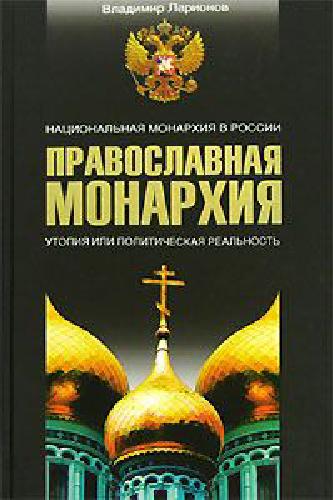 Владимир Ларионов
НАЦИОНАЛЬНАЯ МОНАРХИЯ В РОССИИ
ПРАВОСЛАВНАЯ
МОНАРХИЯ
УТОПИЯ ИЛИ ПОЛИТИЧЕСКАЯ РЕАЛЬНОСТЬ